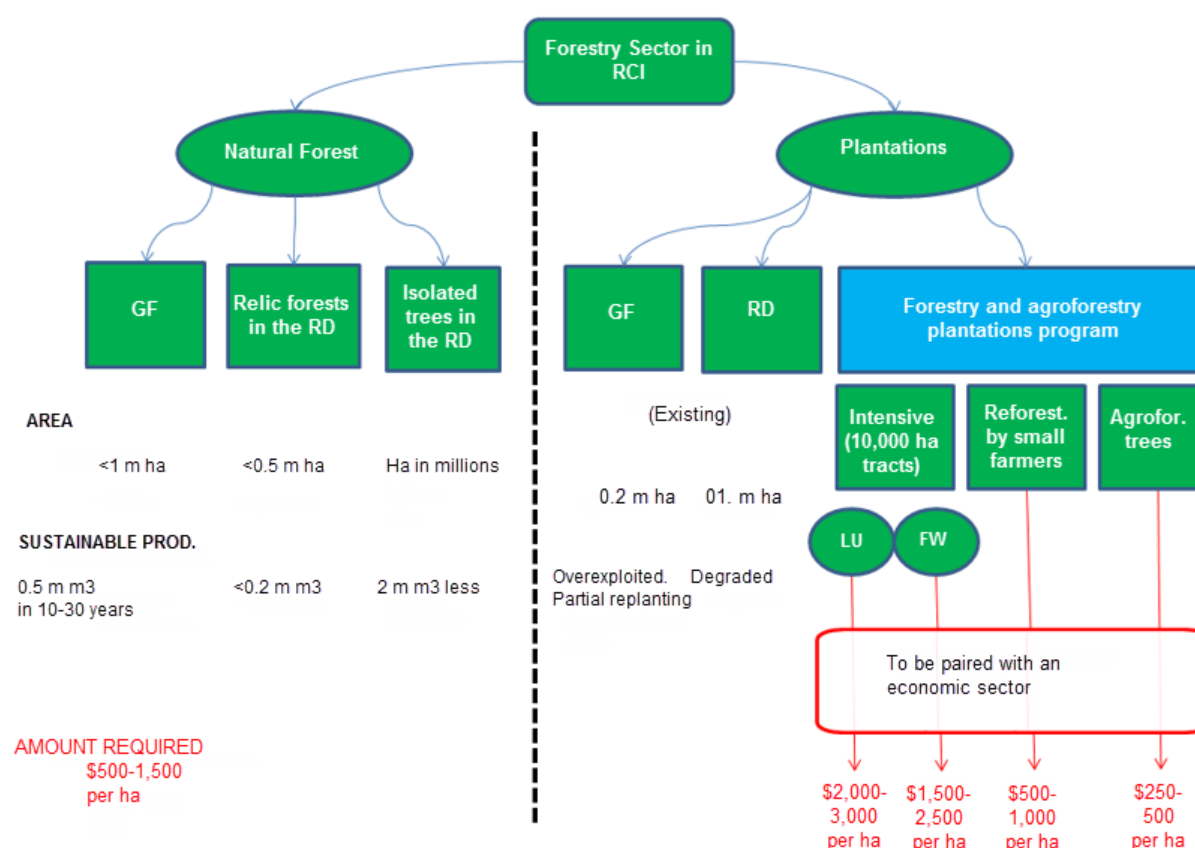 Forestry Sector in
RCI
Natural Forest
Plantations
GF
Relic forests
in the RD
Isolated
trees in
the RD
GF
RD
Forestry and agroforestry
plantations program
(Existing)
Intensive
(10,000 ha
tracts)
Reforest.
by small
farmers
Agrofor.
trees
AREA
<1 m ha
<0.5 m ha
Ha in millions
0.2 m ha
01. m ha
LU
FW
SUSTAINABLE PROD.
0.5 m m3
in 10-30 years
<0.2 m m3
2 m m3 less
Overexploited.
Partial replanting
Degraded
To be paired with an
economic sector
AMOUNT REQUIRED
$500-1,500
per ha
$2,000-
3,000
per ha
$1,500-
2,500
per ha
$500-
1,000
per ha
$250-
500
per ha